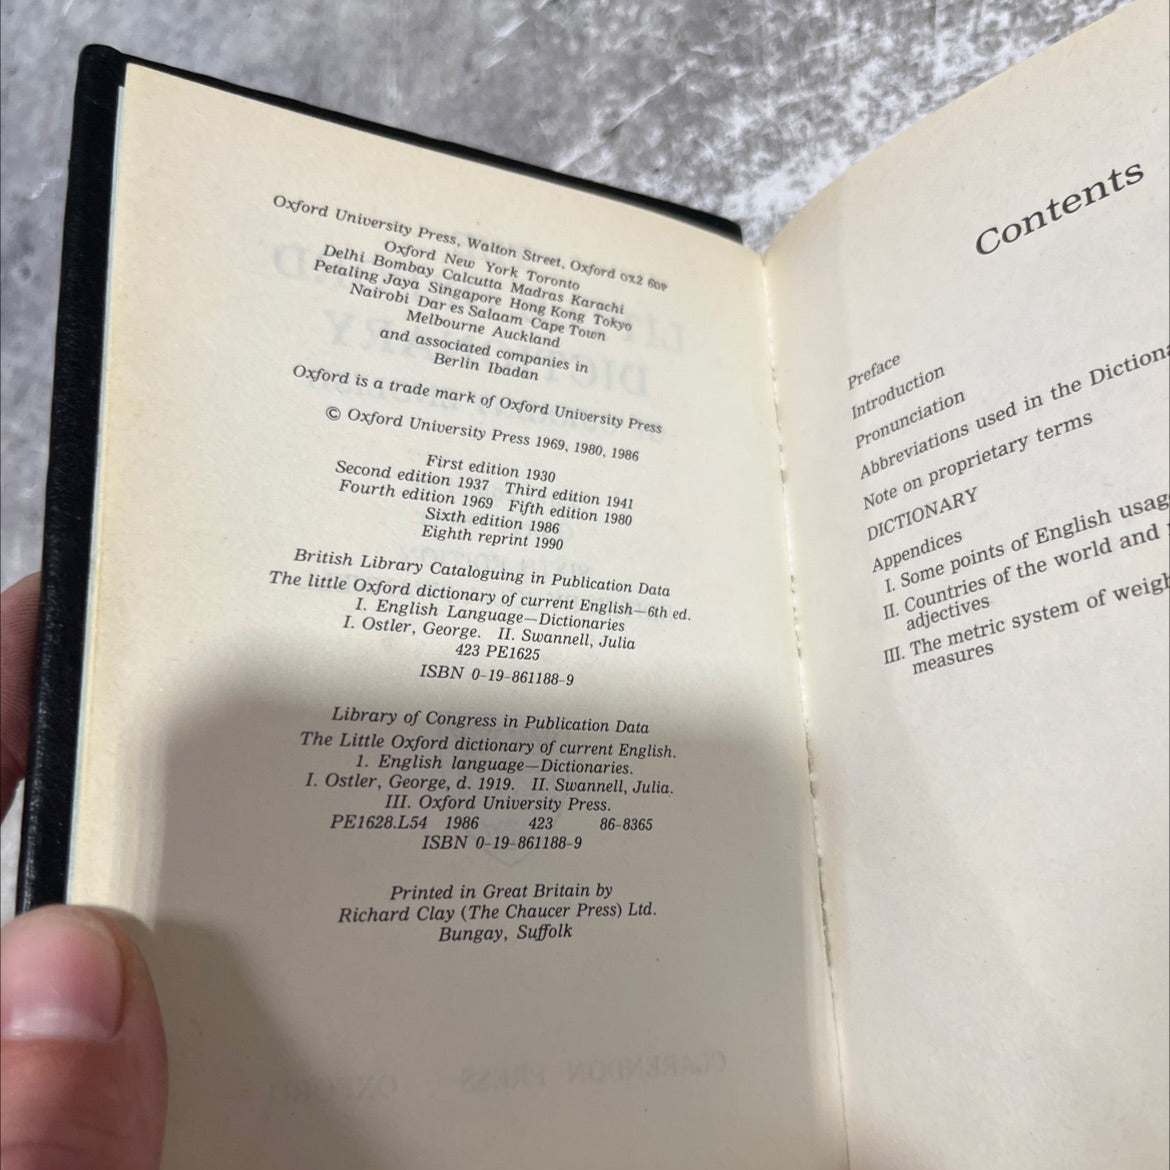 Oxford University Press, Walton Street, Oxford OX2 6DP
Oxford New York Toronto
Delhi Bombay Calcutta Madras Karachi
Petaling Jaya Singapore Hong Kong Tokyo
Nairobi Dar es Salaam Cape Town
Melbourne Auckland
and associated companies in
Berlin Ibadan
Oxford is a trade mark of Oxford University Press
© Oxford University Press 1969, 1980, 1986
First edition 1930
Second edition 1937 Third edition 1941
Fourth edition 1969 Fifth edition 1980
Sixth edition 1986
Eighth reprint 1990
British Library Cataloguing in Publication Data
The little Oxford dictionary of current English—6th ed.
I. English Language—Dictionaries
I. Ostler, George. II. Swannell, Julia
423 PE1625
ISBN 0-19-861188-9
Library of Congress in Publication Data
The Little Oxford dictionary of current English.
1. English language—Dictionaries.
I. Ostler, George, d. 1919. II. Swannell, Julia.
III. Oxford University Press.
PE1628.L54 1986 423 86-8365
ISBN 0-19-861188-9
Printed in Great Britain by
Richard Clay (The Chaucer Press) Ltd.
Bungay, Suffolk
Contents
Preface
Introduction
Pronunciation
Abbreviations used in the Dictiona
Note on proprietary terms
DICTIONARY
Appendices
I. Some points of English usag
II. Countries of the world and
adjectives
III. The metric system of weigh
measures